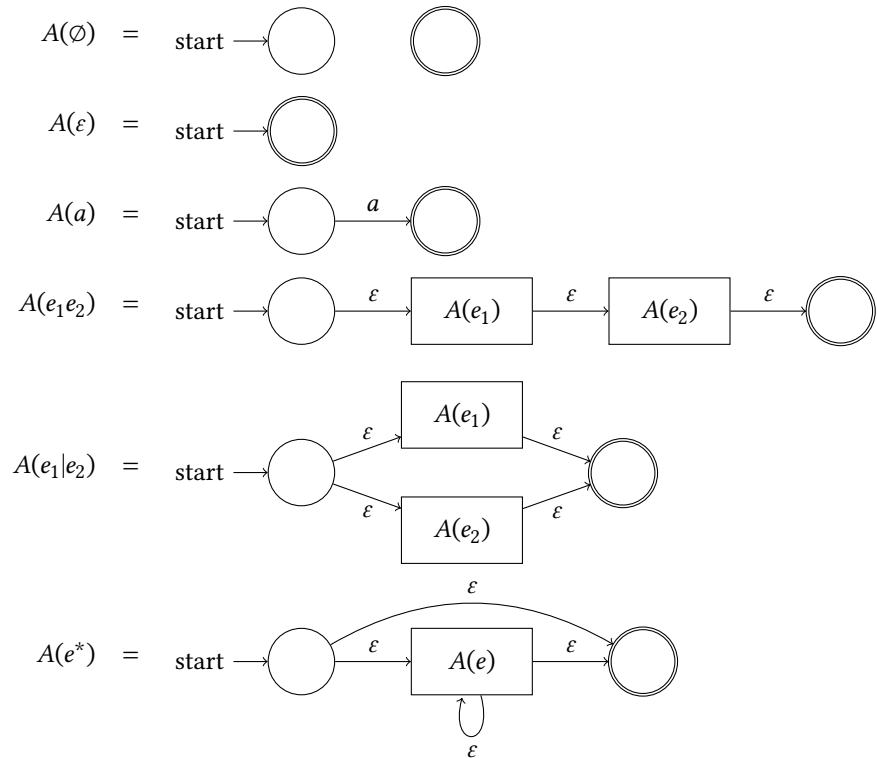 A(∅) = start
A(ε) = start
A(a) = start a
A(e₁e₂) = start ε A(e₁) ε A(e₂) ε
A(e₁|e₂) = start ε A(e₁) ε
ε A(e₂) ε
ε
A(e*) = start ε A(e) ε
ε